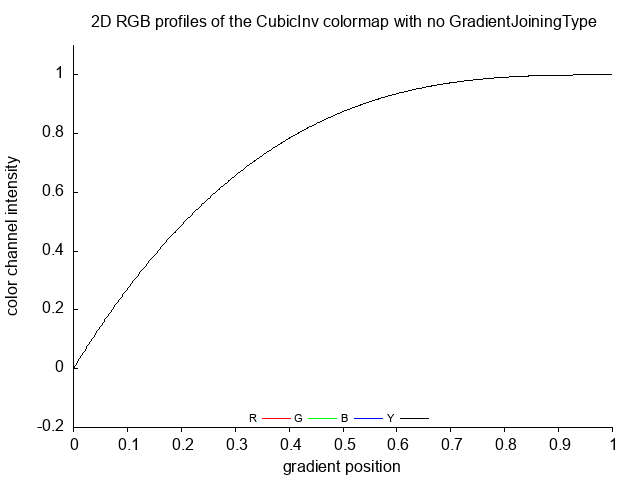 2D RGB profiles of the CubicInv colormap with no GradientJoiningType
color channel intensity
1
0.8
0.6
0.4
0.2
0
-0.2
R G B Y
0 0.1 0.2 0.3 0.4 0.5 0.6 0.7 0.8 0.9 1
gradient position